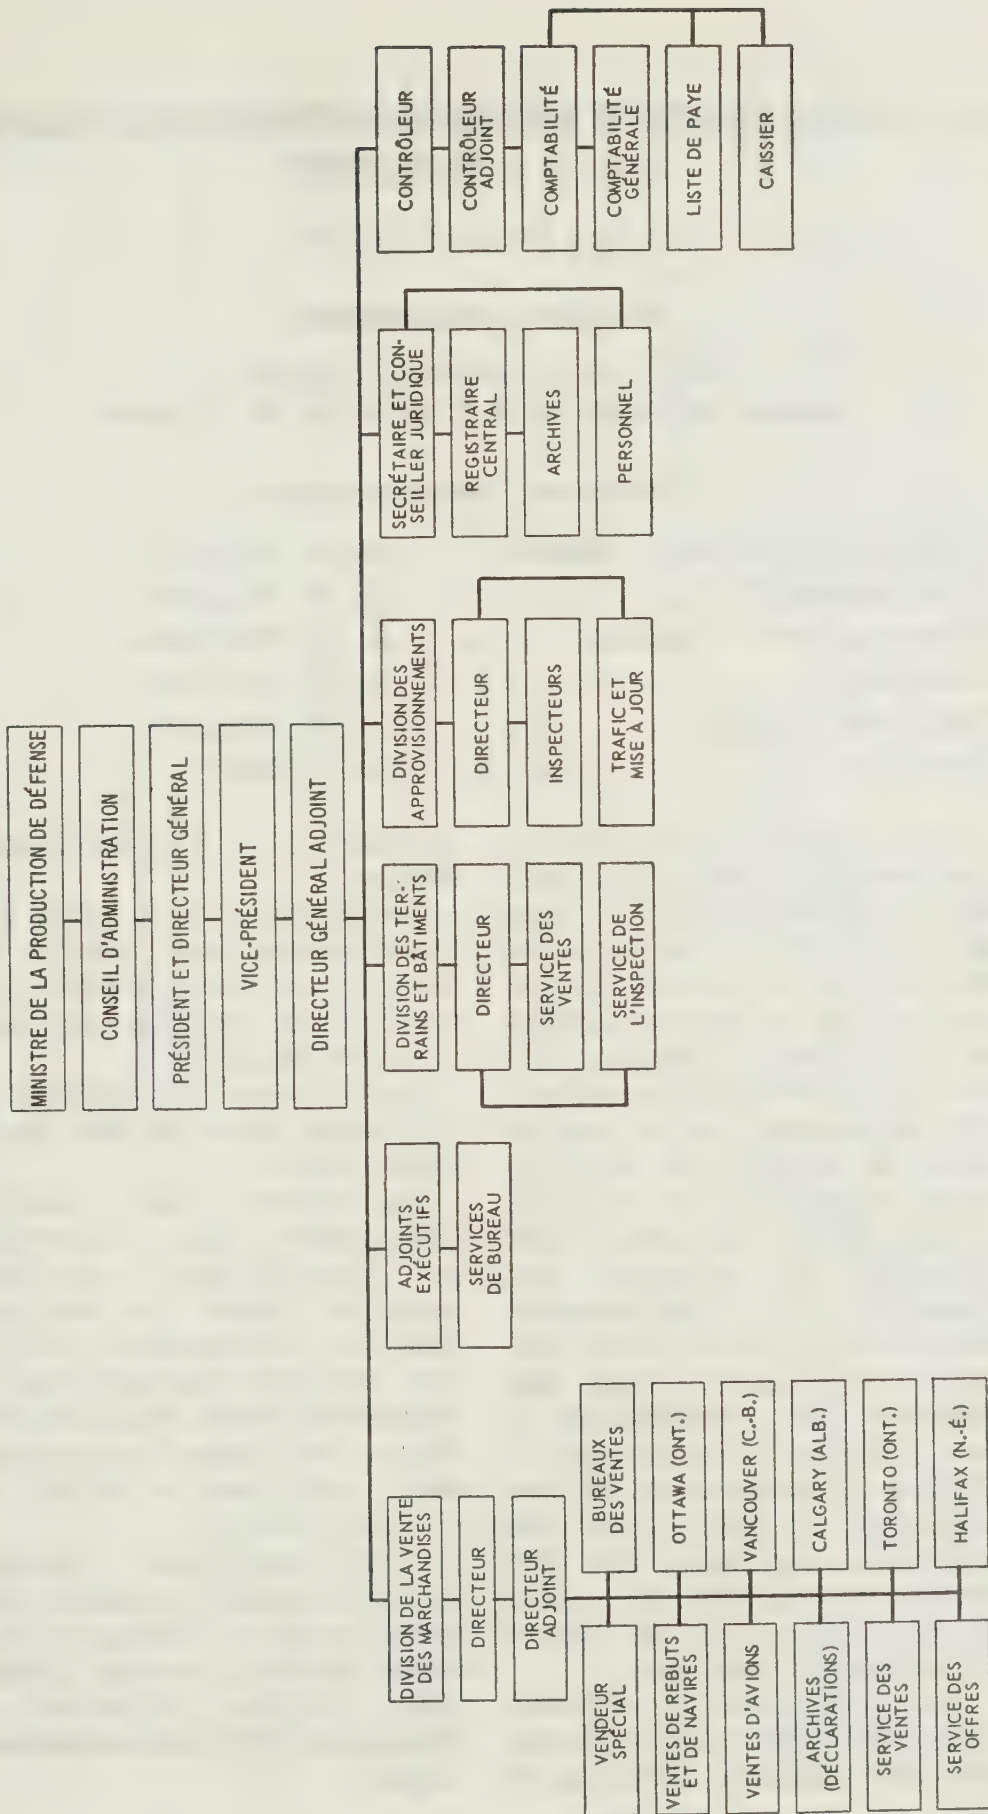 MINISTRE DE LA PRODUCTION DE DÉFENSE
CONSEIL D'ADMINISTRATION
PRÉSIDENT ET DIRECTEUR GÉNÉRAL
VICE-PRÉSIDENT
DIRECTEUR GÉNÉRAL ADJOINT
DIVISION DE LA VENTE
DES MARCHANDISES
DIRECTEUR
DIRECTEUR
ADJOINT
VENDEUR
SPÉCIAL
BUREAUX
DES VENTES
VENTES DE REBUTS
ET DE NAVIRES
OTTAWA (ONT.)
VENTES D'AVIONS
VANCOUVER (C.-B.)
ARCHIVES
(DÉCLARATIONS)
CALGARY (ALB.)
SERVICE DES
VENTES
TORONTO (ONT.)
SERVICE DES
OFFRES
HALIFAX (N.-É.)
ADJOINTS
EXÉCUTIFS
SERVICES
DE BUREAU
DIVISION DES TER-
RAINS ET BÂTIMENTS
DIRECTEUR
SERVICE DES
VENTES
SERVICE DE
L'INSPECTION
DIVISION DES
APPROVISIONNEMENTS
DIRECTEUR
INSPECTEURS
TRAFIC ET
MISE À JOUR
SECRÉTAIRE ET CON-
SEILLER JURIDIQUE
REGISTRAIRE
CENTRAL
ARCHIVES
PERSONNEL
CONTRÔLEUR
CONTRÔLEUR
ADJOINT
COMPTABILITÉ
COMPTABILITÉ
GÉNÉRALE
LISTE DE PAYE
CAISSIER